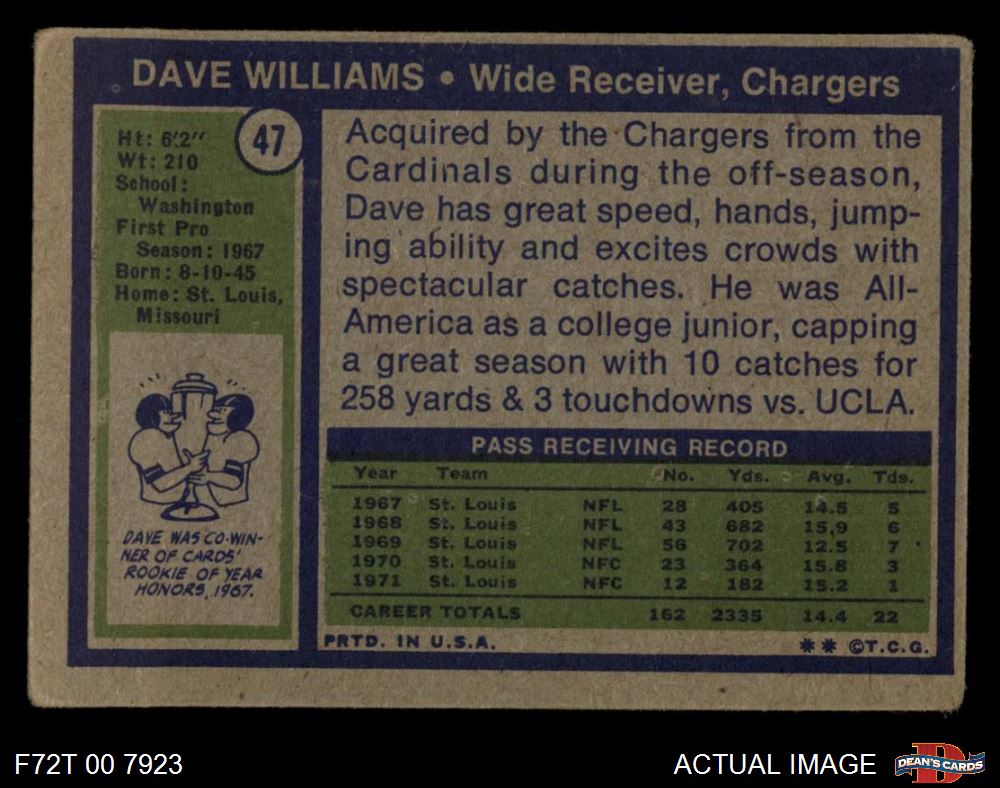 DAVE WILLIAMS • Wide Receiver, Chargers
47
Ht: 6'2"
Wt: 210
School:
Washington
First Pro
Season: 1967
Born: 8-10-45
Home: St. Louis,
Missouri
DAVE WAS CO-WIN-
NER OF CARDS'
ROOKIE OF YEAR
HONORS, 1967.
Acquired by the Chargers from the
Cardinals during the off-season,
Dave has great speed, hands, jump-
ing ability and excites crowds with
spectacular catches. He was All-
America as a college junior, capping
a great season with 10 catches for
258 yards & 3 touchdowns vs. UCLA.
PASS RECEIVING RECORD
Year Team No. Yds. Avg. Tds.
1967 St. Louis NFL 28 405 14.5 5
1968 St. Louis NFL 43 682 15.9 6
1969 St. Louis NFL 56 702 12.5 7
1970 St. Louis NFC 23 364 15.8 3
1971 St. Louis NFC 12 182 15.2 1
CAREER TOTALS 162 2335 14.4 22
PRTD. IN U.S.A. ** ©T.C.G.
F72T 00 7923 ACTUAL IMAGE
D
DEAN'S CARDS